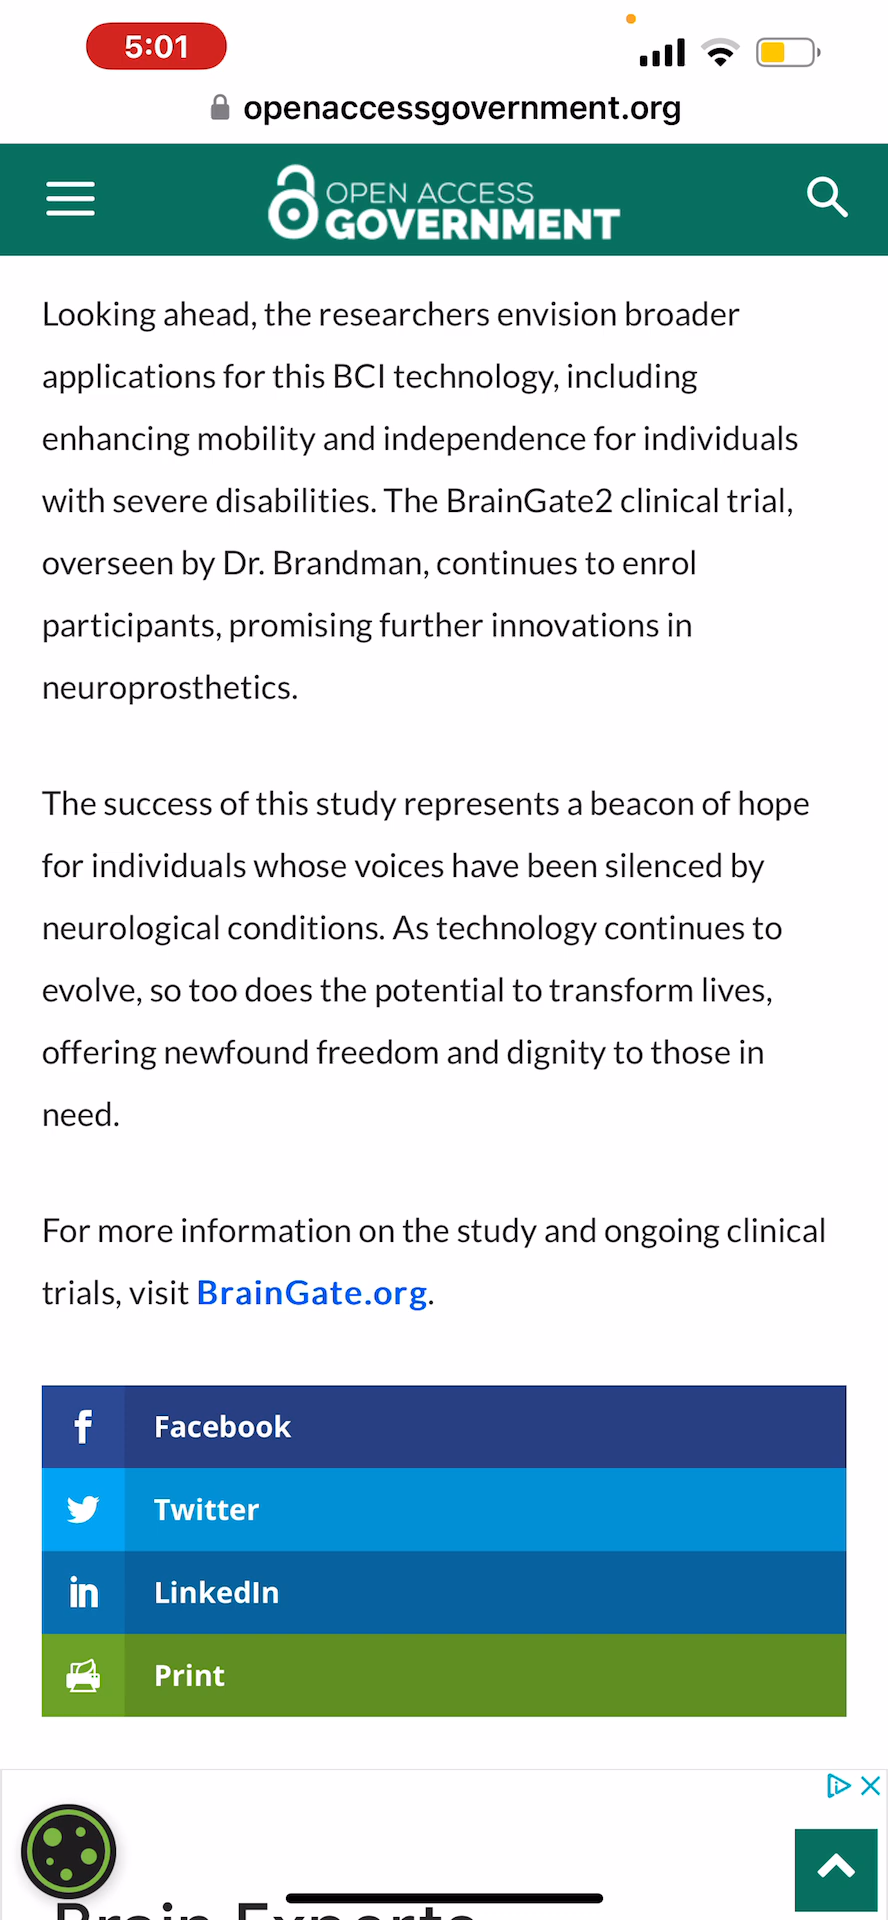 5:01
openaccessgovernment.org
OPEN ACCESS
GOVERNMENT
Looking ahead, the researchers envision broader
applications for this BCI technology, including
enhancing mobility and independence for individuals
with severe disabilities. The BrainGate2 clinical trial,
overseen by Dr. Brandman, continues to enrol
participants, promising further innovations in
neuroprosthetics.
The success of this study represents a beacon of hope
for individuals whose voices have been silenced by
neurological conditions. As technology continues to
evolve, so too does the potential to transform lives,
offering newfound freedom and dignity to those in
need.
For more information on the study and ongoing clinical
trials, visit BrainGate.org.
f Facebook
Twitter
in LinkedIn
Print
Brain Experts